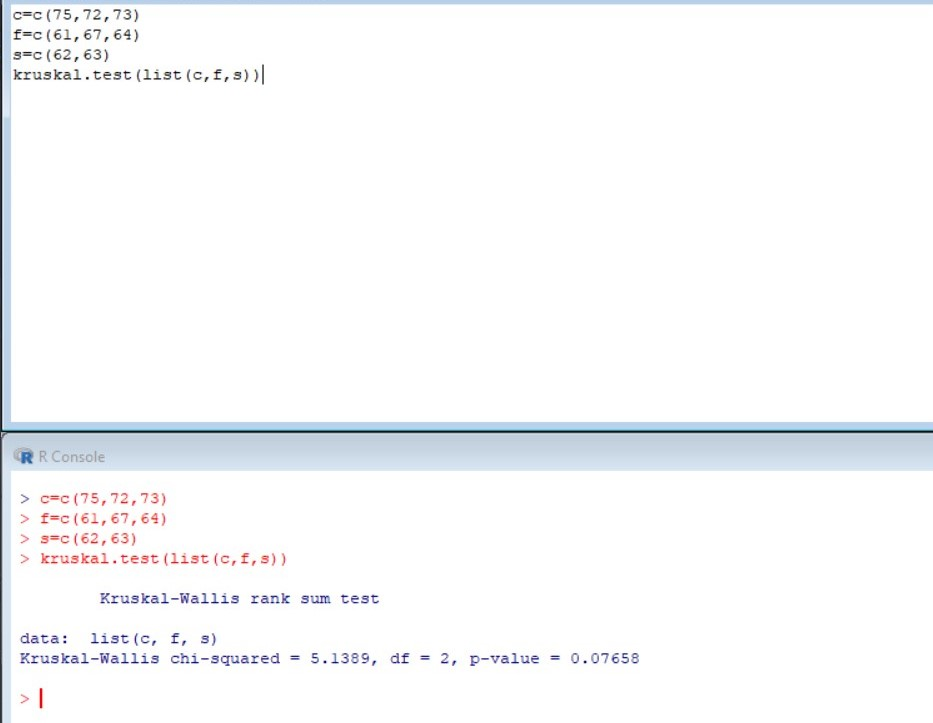 c=c(75,72,73)
f=c(61,67,64)
s=c(62,63)
kruskal.test(list(c,f,s))
R Console
> c=c(75,72,73)
> f=c(61,67,64)
> s=c(62,63)
> kruskal.test(list(c,f,s))
Kruskal-Wallis rank sum test
data:  list(c, f, s)
Kruskal-Wallis chi-squared = 5.1389, df = 2, p-value = 0.07658
>